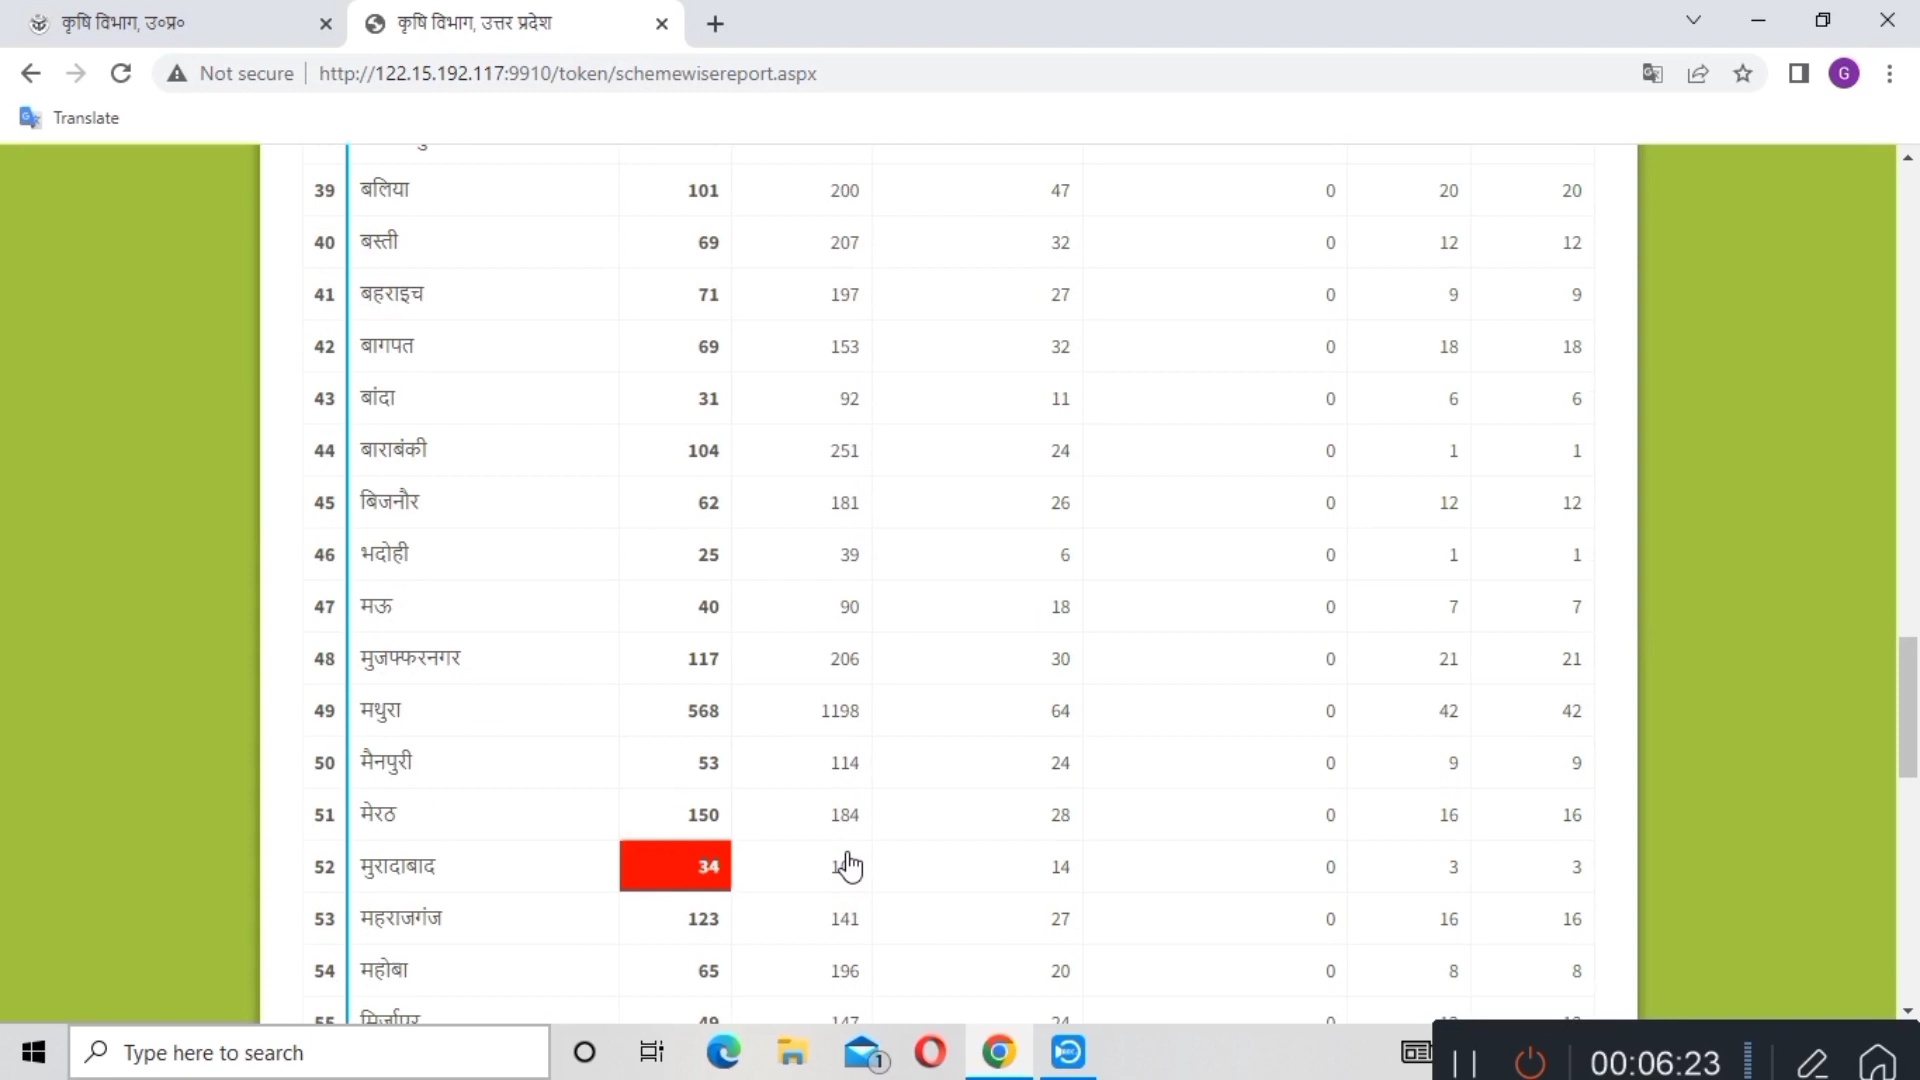 कृषि विभाग, उ०प्र०
कृषि विभाग, उत्तर प्रदेश
Not secure http://122.15.192.117:9910/token/schemewisereport.aspx G
Translate
39 बलिया 101 200 47 0 20 20
40 बस्ती 69 207 32 0 12 12
41 बहराइच 71 197 27 0 9 9
42 बागपत 69 153 32 0 18 18
43 बांदा 31 92 11 0 6 6
44 बाराबंकी 104 251 24 0 1 1
45 बिजनौर 62 181 26 0 12 12
46 भदोही 25 39 6 0 1 1
47 मऊ 40 90 18 0 7 7
48 मुजफ्फरनगर 117 206 30 0 21 21
49 मथुरा 568 1198 64 0 42 42
50 मैनपुरी 53 114 24 0 9 9
51 मेरठ 150 184 28 0 16 16
52 मुरादाबाद 34 14 0 3 3
53 महराजगंज 123 141 27 0 16 16
54 महोबा 65 196 20 0 8 8
55 मिर्जापुर 49 147 24 0
Type here to search 1 REC 00:06:23